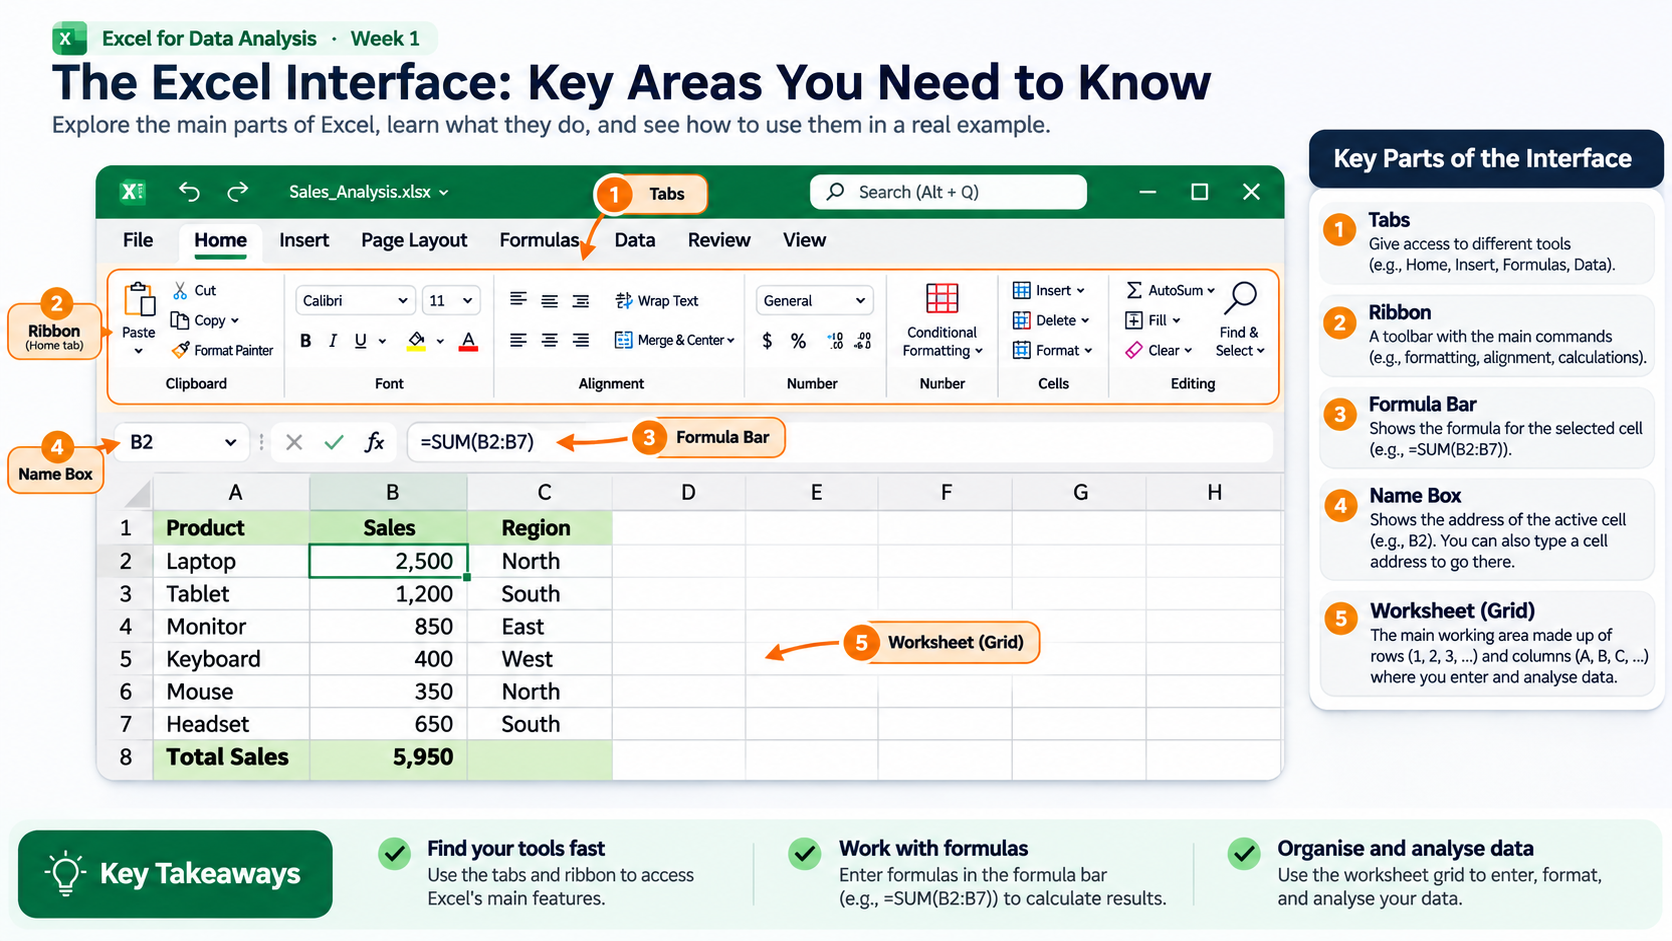 Excel for Data Analysis · Week 1
The Excel Interface: Key Areas You Need to Know
Explore the main parts of Excel, learn what they do, and see how to use them in a real example.
Sales_Analysis.xlsx
1 Tabs
Search (Alt + Q)
File Home Insert Page Layout Formulas Data Review View
2
Ribbon
(Home tab)
Paste
Cut
Copy
Format Painter
Clipboard
Calibri 11
B I U A
Font
Wrap Text
Merge & Center
Alignment
General
$ %
Number
Conditional
Formatting
Number
Insert
Delete
Format
Cells
AutoSum
Fill
Clear
Find &
Select
Editing
4
Name Box
B2 fx =SUM(B2:B7)
3 Formula Bar
A B C D E F G H
1 Product Sales Region
2 Laptop 2,500 North
3 Tablet 1,200 South
4 Monitor 850 East
5 Keyboard 400 West
6 Mouse 350 North
7 Headset 650 South
8 Total Sales 5,950
5 Worksheet (Grid)
Key Parts of the Interface
1 Tabs
Give access to different tools
(e.g., Home, Insert, Formulas, Data).
2 Ribbon
A toolbar with the main commands
(e.g., formatting, alignment, calculations).
3 Formula Bar
Shows the formula for the selected cell
(e.g., =SUM(B2:B7)).
4 Name Box
Shows the address of the active cell
(e.g., B2). You can also type a cell
address to go there.
5 Worksheet (Grid)
The main working area made up of
rows (1, 2, 3, ...) and columns (A, B, C, ...)
where you enter and analyse data.
Key Takeaways
Find your tools fast
Use the tabs and ribbon to access
Excel's main features.
Work with formulas
Enter formulas in the formula bar
(e.g., =SUM(B2:B7)) to calculate results.
Organise and analyse data
Use the worksheet grid to enter, format,
and analyse your data.